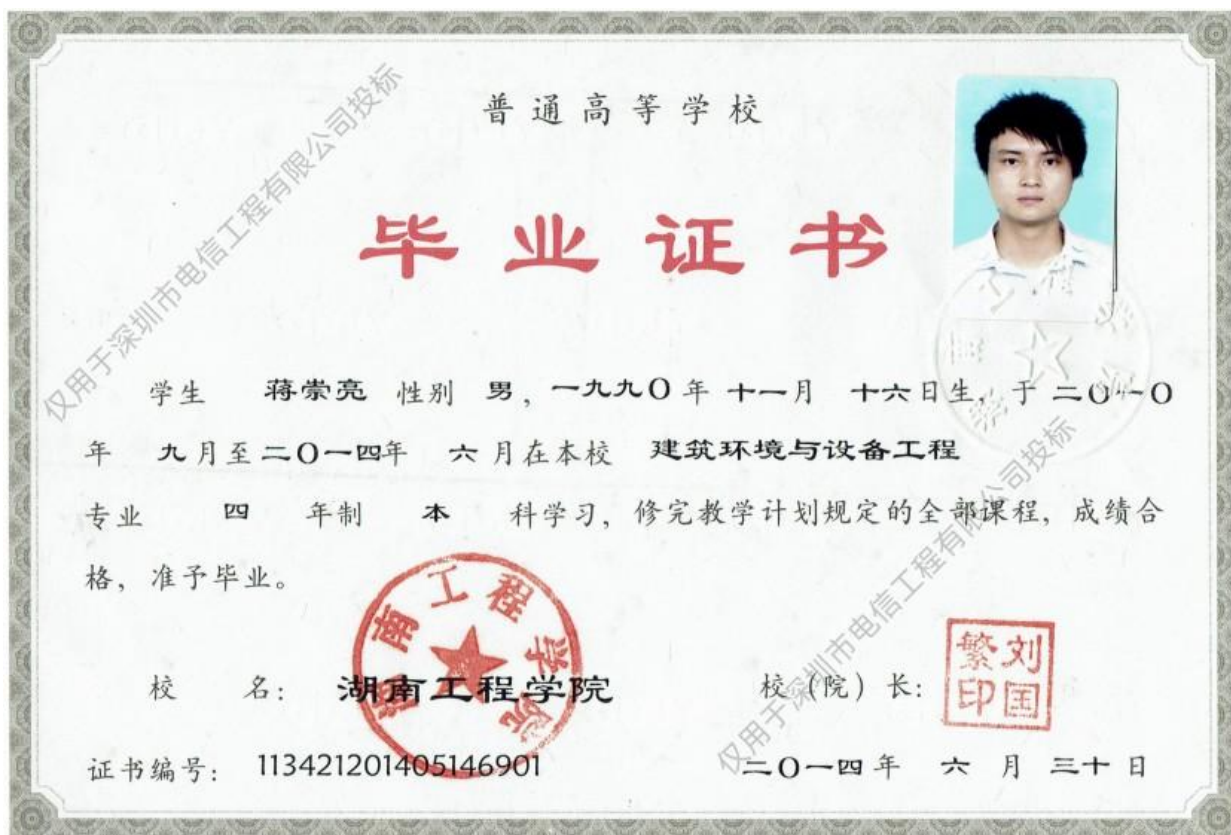 普通高等学校
毕业证书
学生 蒋崇亮 性别 男，一九九〇年 十一月 十六日生，于二〇一〇
年 九月至二〇一四年 六月在本校 建筑环境与设备工程
专业 四 年制 本 科学习，修完教学计划规定的全部课程，成绩合
格，准予毕业。
校 名： 湖南工程学院
校（院）长：
刘国繁印
证书编号： 113421201405146901
二〇一四年 六 月 三十日
湖南工程学院
仅用于深圳市电信工程有限公司投标
仅用于深圳市电信工程有限公司投标